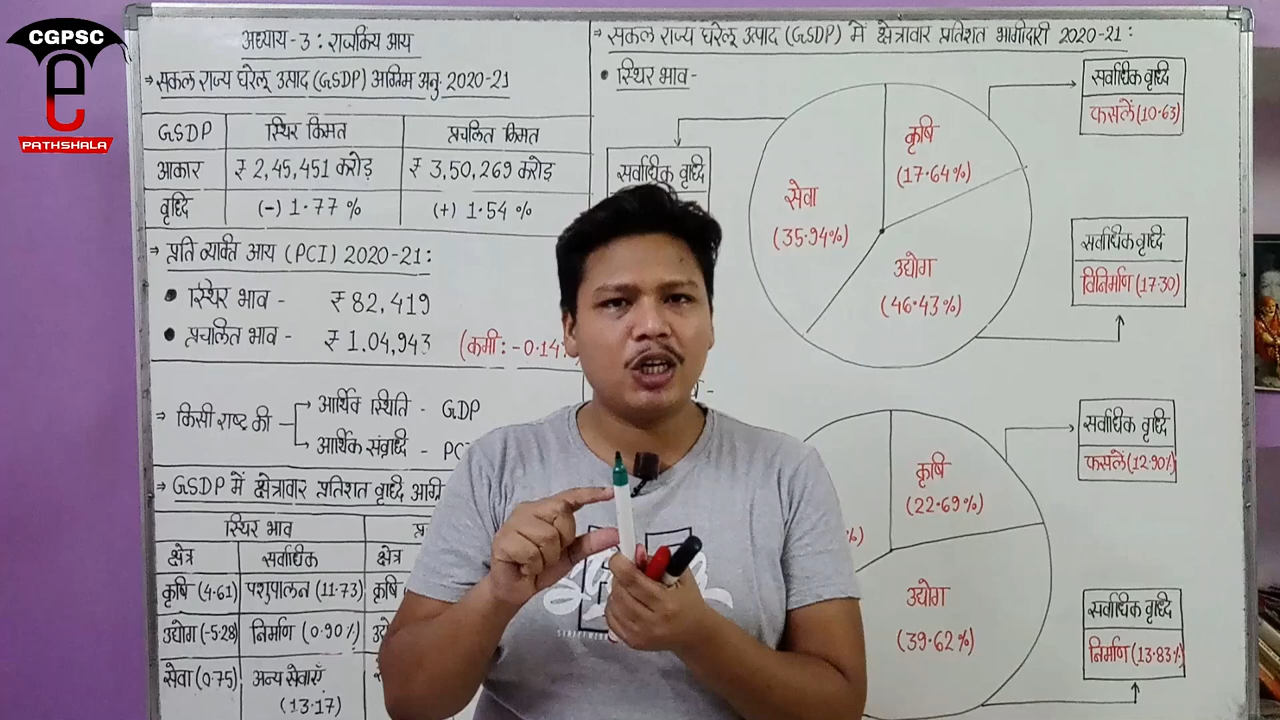 CGPSC
e
PATHSHALA
अध्याय-3 : राजकिय आय
→ सकल राज्य घरेलू उत्पाद (GSDP) अग्रिम अनु. 2020-21
GSDP स्थिर किमत प्रचलित किमत
आकार ₹ 2,45,451 करोड़ ₹ 3,50,269 करोड़
वृध्दि (-) 1.77 % (+) 1.54 %
→ प्रति व्यक्ति आय (PCI) 2020-21:
• स्थिर भाव - ₹ 82,419
• प्रचलित भाव - ₹ 1.04,943 (कमी : -0.14
→ किसी राष्ट्र की
→ आर्थिक स्थिति - GDP
→ आर्थिक संवृध्दि - PC
→ GSDP में क्षेत्रावार प्रतिशत वृध्दि
स्थिर भाव
क्षेत्र सर्वाधिक क्षेत्र
कृषि (4.61) पशुपालन (11.73) कृषि
उद्योग (-5.28) निर्माण (0.90%)
सेवा (0.75) अन्य सेवाएँ
(13.17)
→ सकल राज्य घरेलू उत्पाद (GSDP) में क्षेत्रावार प्रतिशत भागीदारी 2020-21 :
• स्थिर भाव -
सर्वाधिक वृध्दि
कृषि
(17.64%)
सेवा
(35.94%)
उद्योग
(46.43%)
सर्वाधिक वृध्दि
फसलें (10.63)
सर्वाधिक वृध्दि
विनिर्माण (17.30)
कृषि
(22.69%)
%)
उद्योग
(39.62%)
सर्वाधिक वृध्दि
फसलें (12.90%)
सर्वाधिक वृध्दि
निर्माण (13.83%)